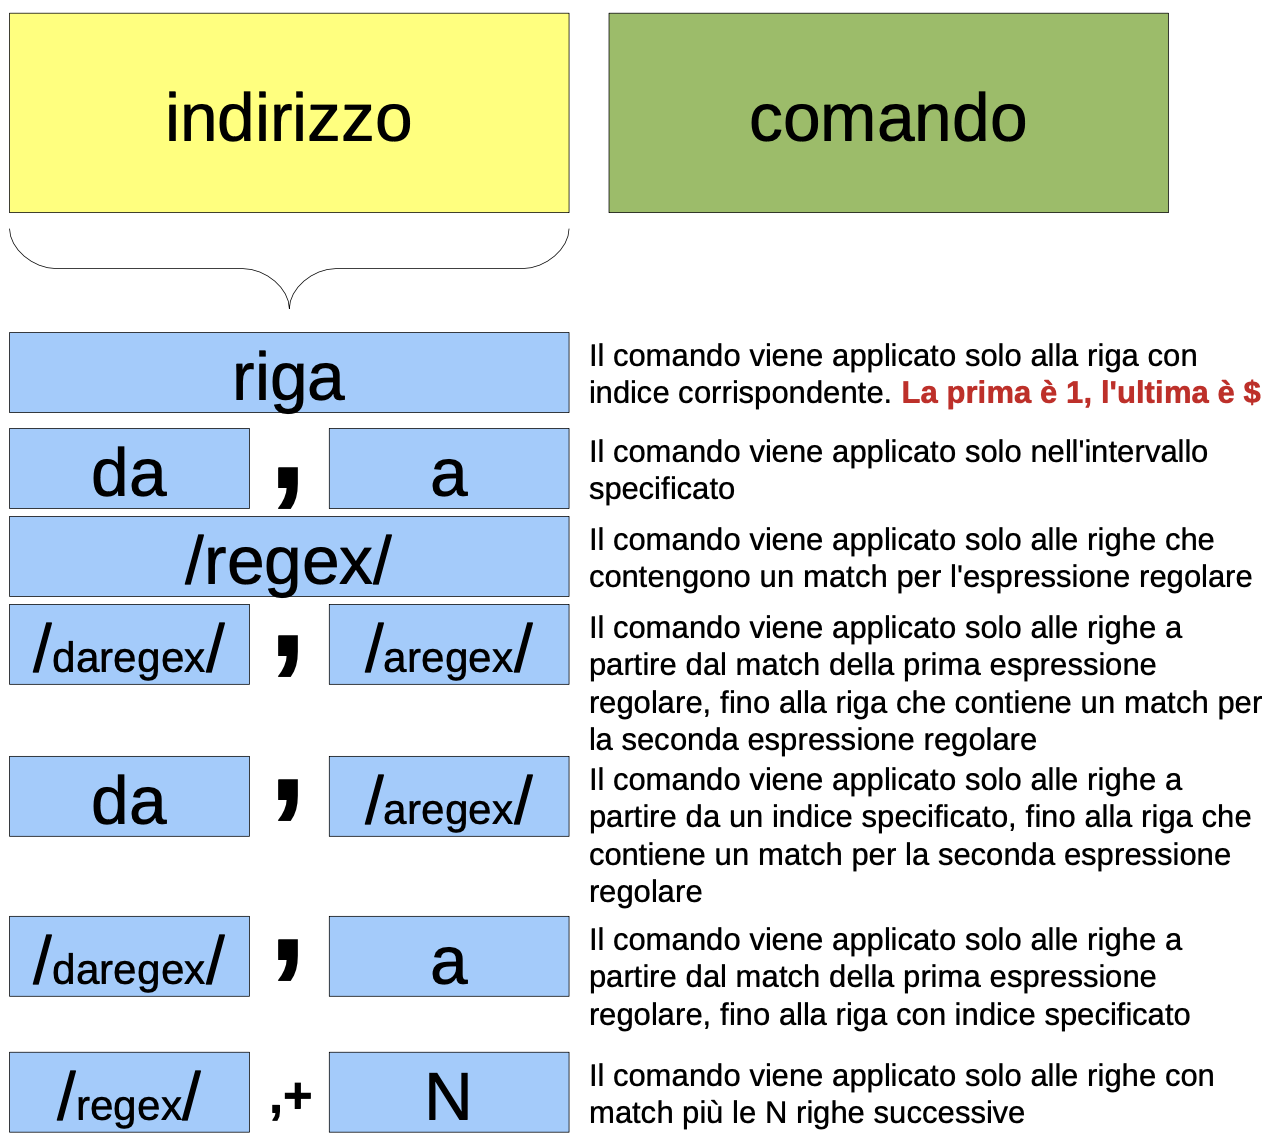 indirizzo
comando
riga
Il comando viene applicato solo alla riga con
indice corrispondente. La prima è 1, l'ultima è $
da , a
Il comando viene applicato solo nell'intervallo
specificato
/regex/
Il comando viene applicato solo alle righe che
contengono un match per l'espressione regolare
/daregex/ , /aregex/
Il comando viene applicato solo alle righe a
partire dal match della prima espressione
regolare, fino alla riga che contiene un match per
la seconda espressione regolare
da , /aregex/
Il comando viene applicato solo alle righe a
partire da un indice specificato, fino alla riga che
contiene un match per la seconda espressione
regolare
/daregex/ , a
Il comando viene applicato solo alle righe a
partire dal match della prima espressione
regolare, fino alla riga con indice specificato
/regex/ ,+ N
Il comando viene applicato solo alle righe con
match più le N righe successive